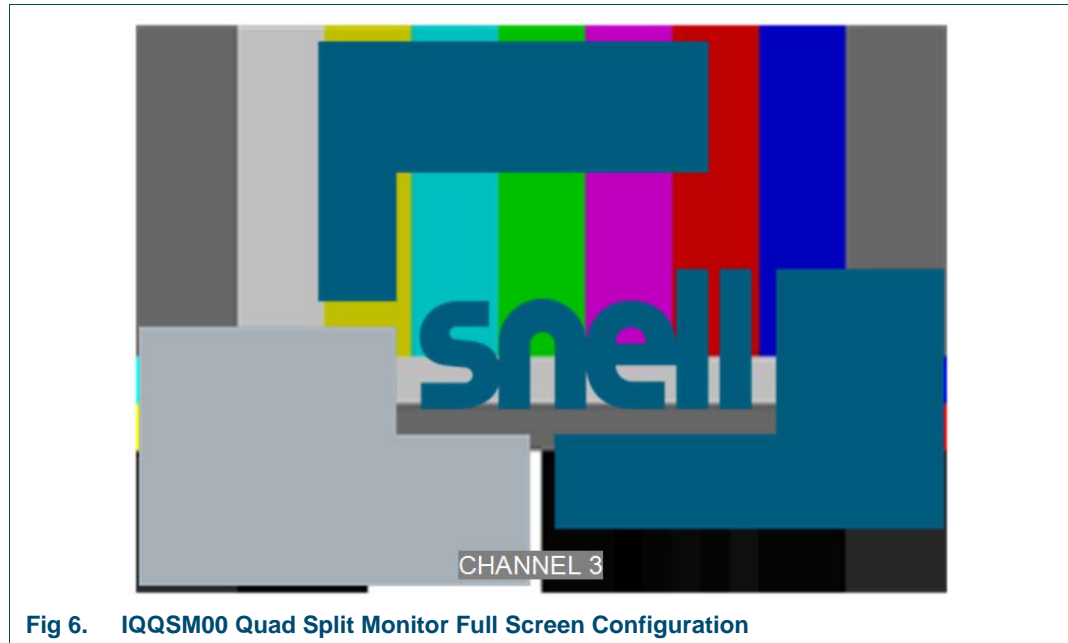 snell
CHANNEL 3
Fig 6. IQQSM00 Quad Split Monitor Full Screen Configuration